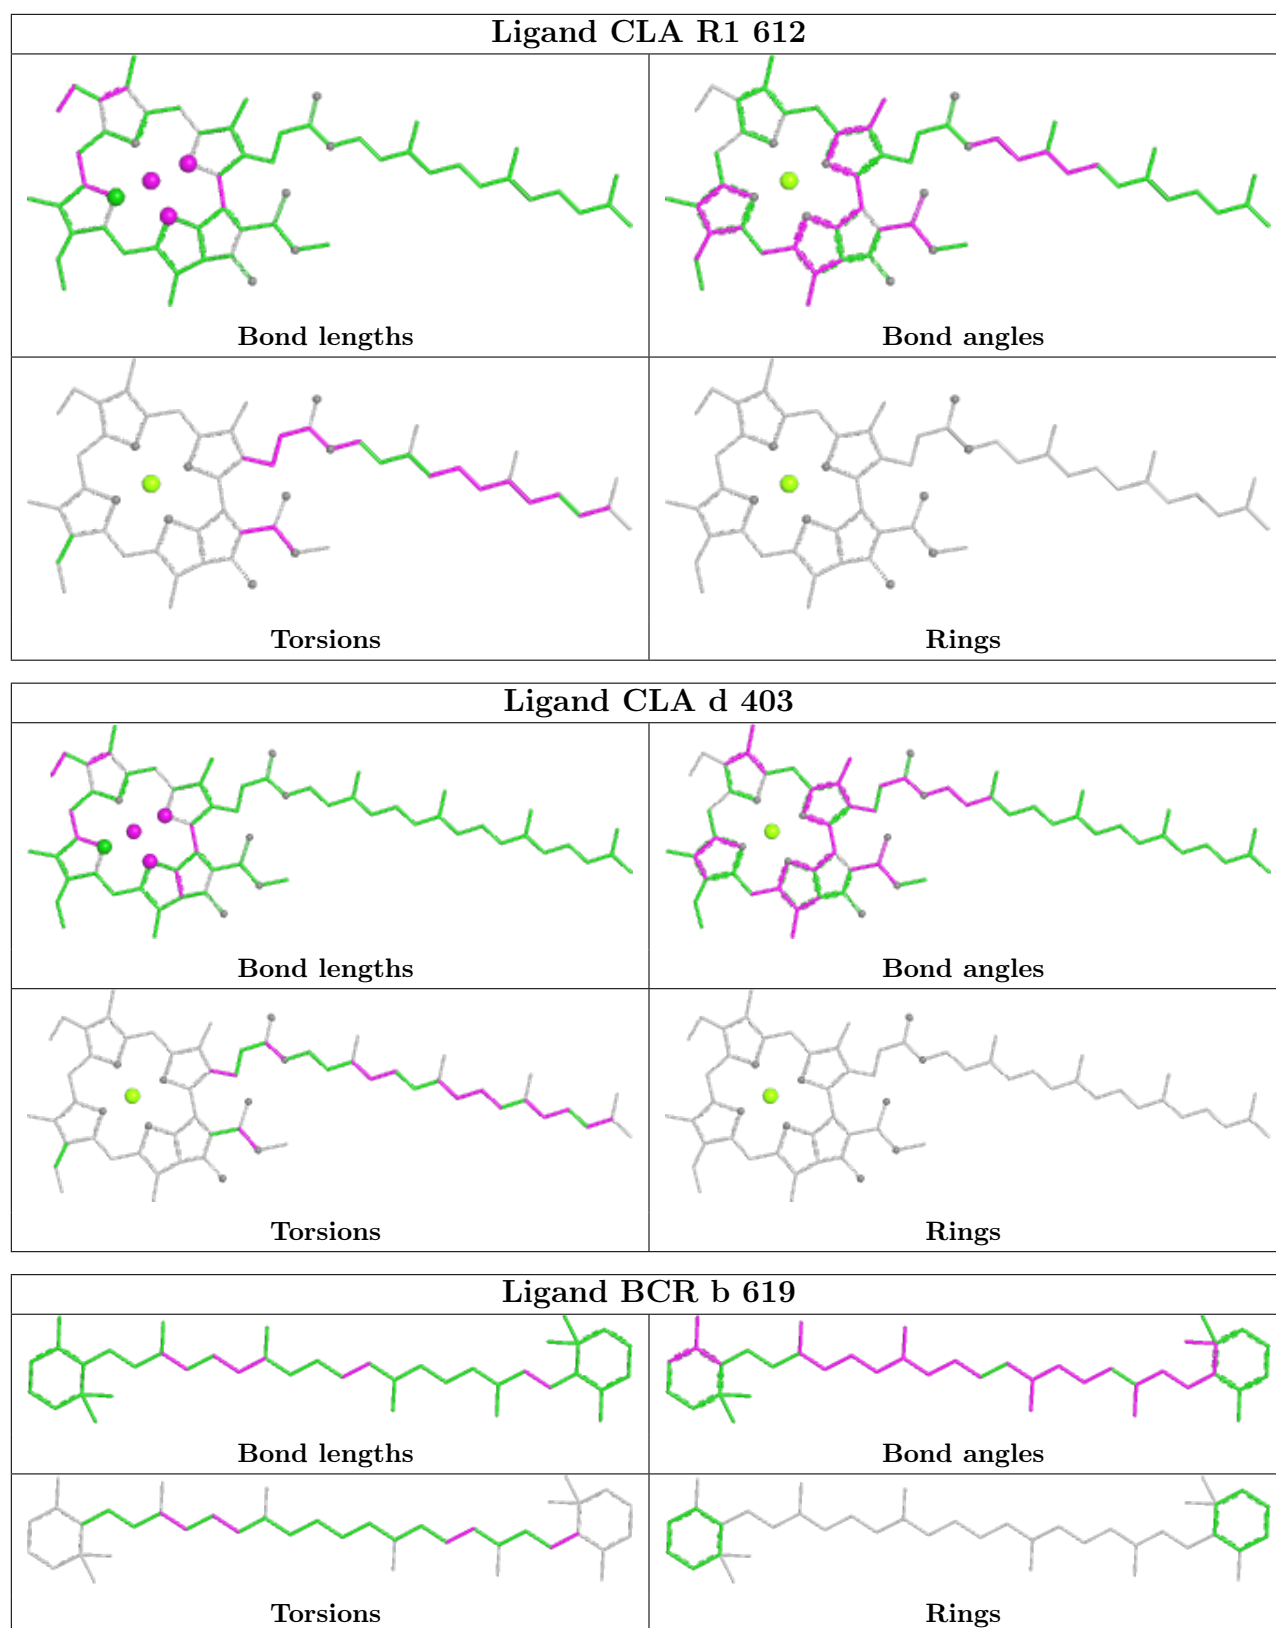 Ligand CLA R1 612
Bond lengths
Bond angles
Torsions
Rings
Ligand CLA d 403
Bond lengths
Bond angles
Torsions
Rings
Ligand BCR b 619
Bond lengths
Bond angles
Torsions
Rings